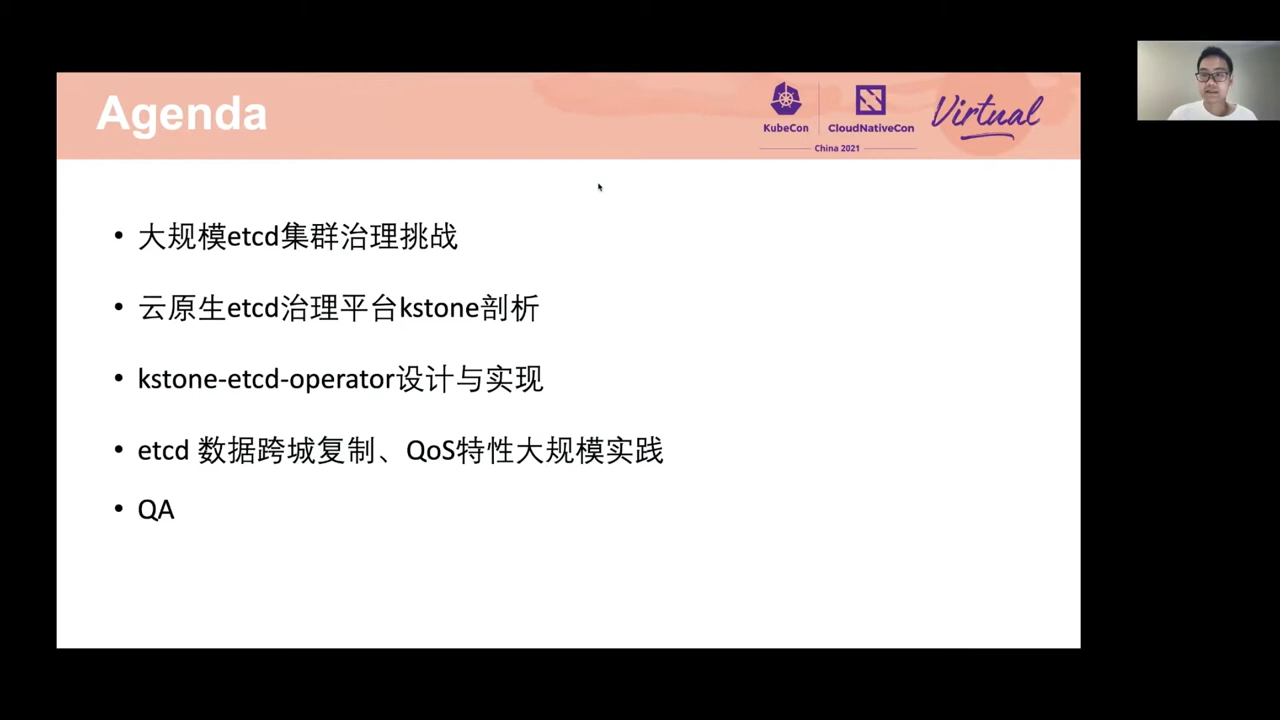 Agenda
KubeCon
CloudNativeCon
Virtual
China 2021
大规模etcd集群治理挑战
云原生etcd治理平台kstone剖析
kstone-etcd-operator设计与实现
etcd 数据跨城复制、QoS特性大规模实践
QA